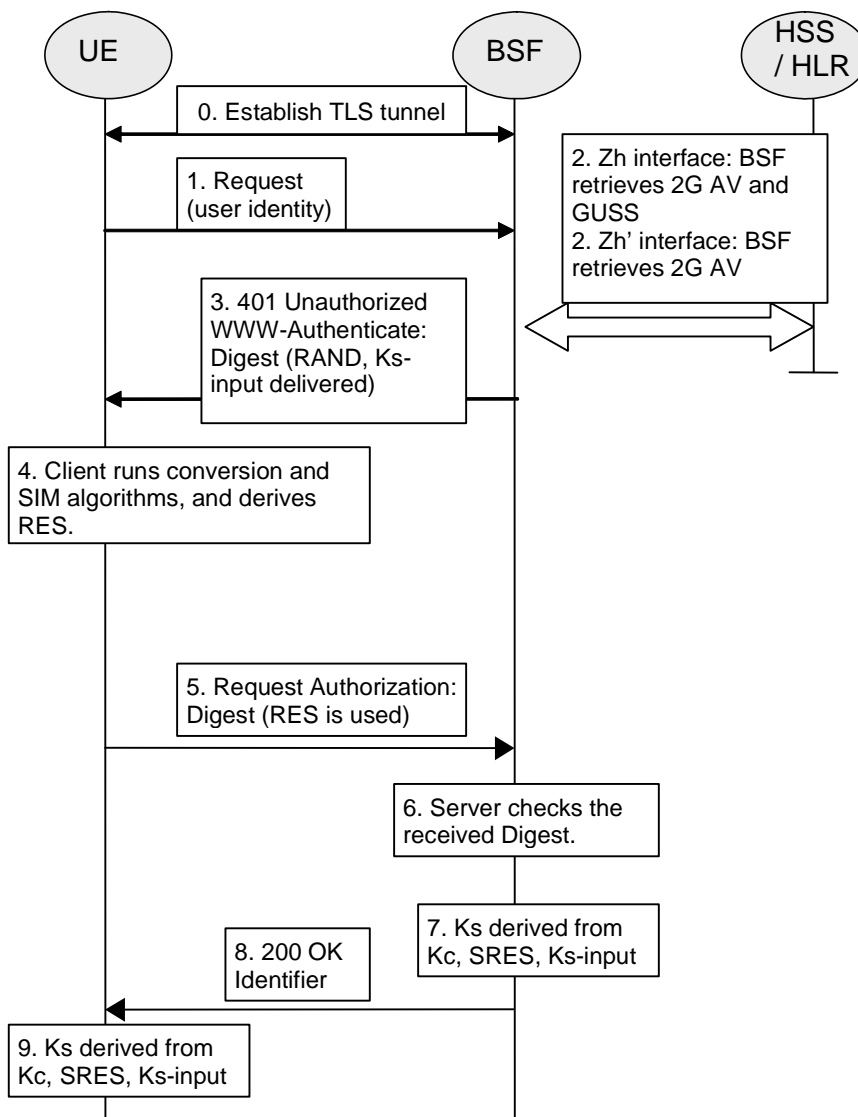 UE
BSF
HSS
/ HLR
0. Establish TLS tunnel
1. Request
(user identity)
2. Zh interface: BSF
retrieves 2G AV and
GUSS
2. Zh’ interface: BSF
retrieves 2G AV
3. 401 Unauthorized
WWW-Authenticate:
Digest (RAND, Ks-
input delivered)
4. Client runs conversion and
SIM algorithms, and derives
RES.
5. Request Authorization:
Digest (RES is used)
6. Server checks the
received Digest.
7. Ks derived from
Kc, SRES, Ks-input
8. 200 OK
Identifier
9. Ks derived from
Kc, SRES, Ks-input